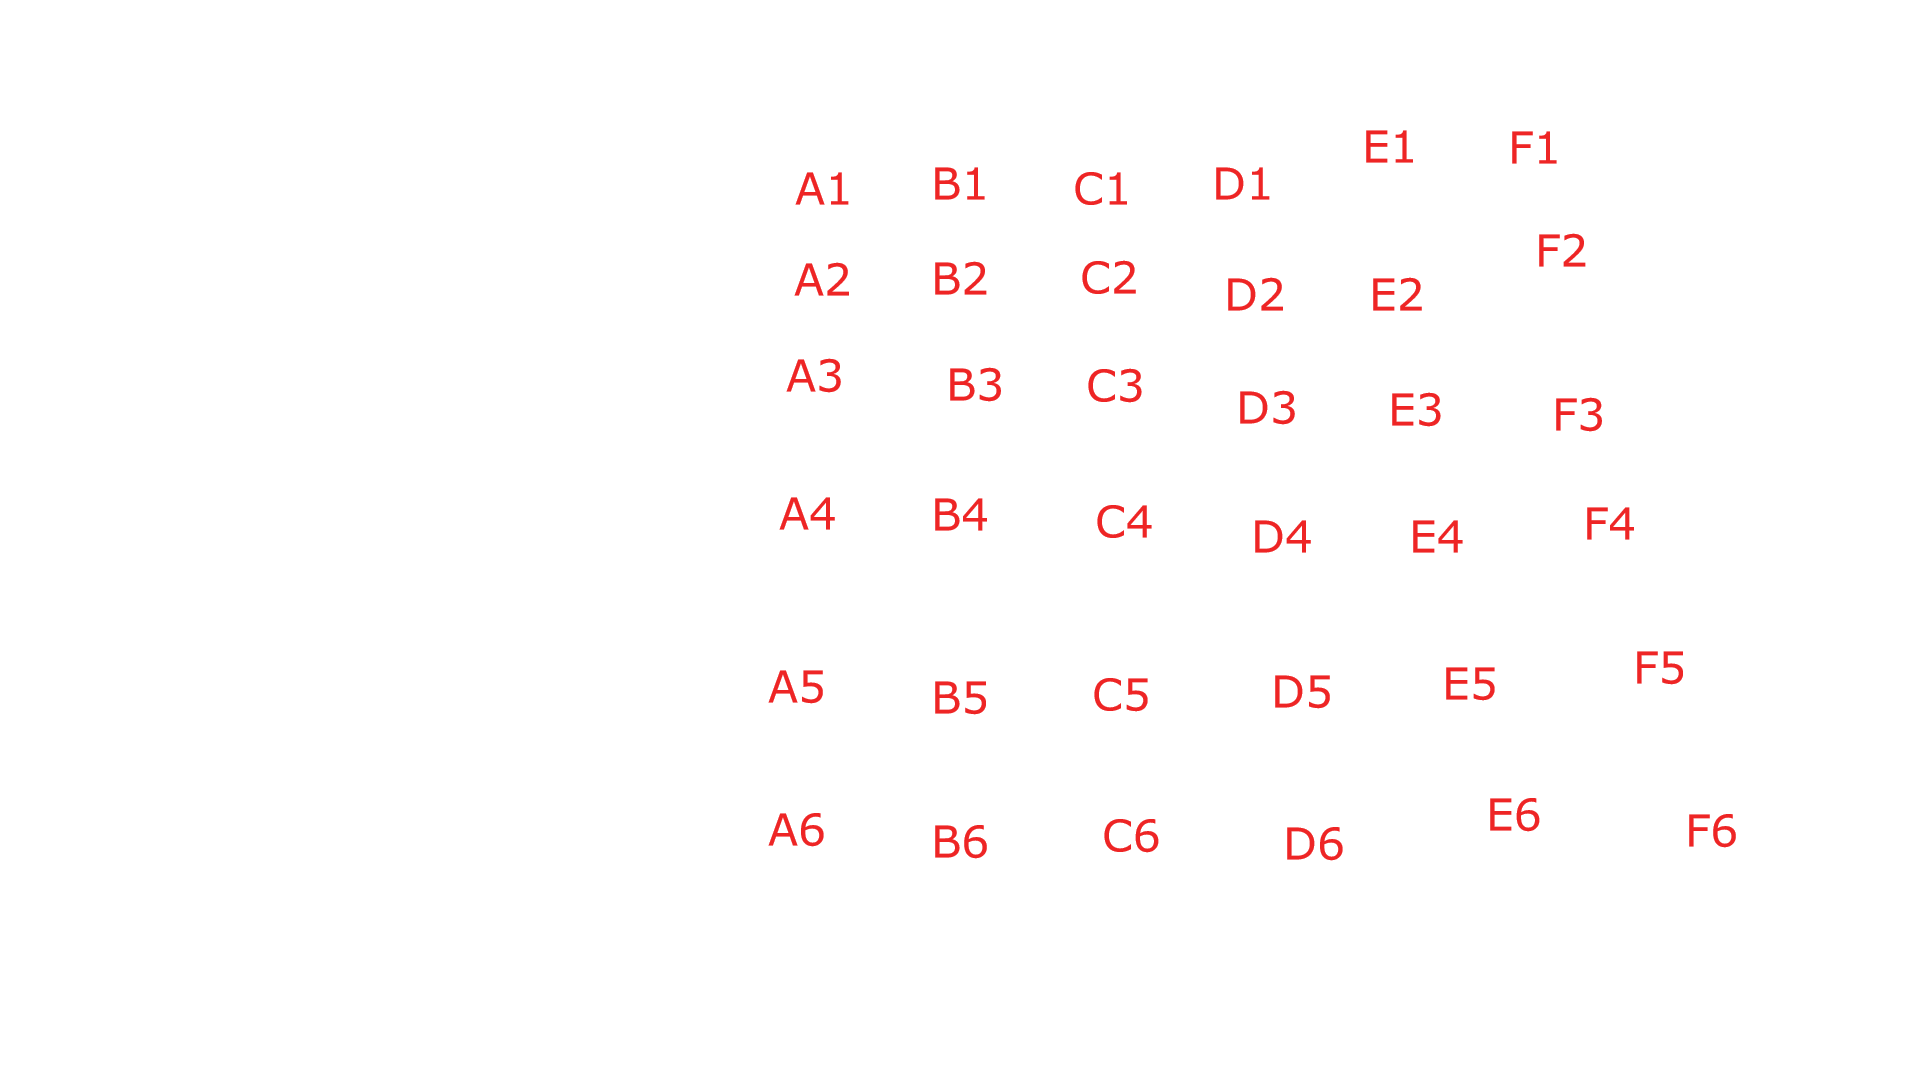 A1 B1 C1 D1 E1 F1
A2 B2 C2 D2 E2 F2
A3 B3 C3 D3 E3 F3
A4 B4 C4 D4 E4 F4
A5 B5 C5 D5 E5 F5
A6 B6 C6 D6 E6 F6